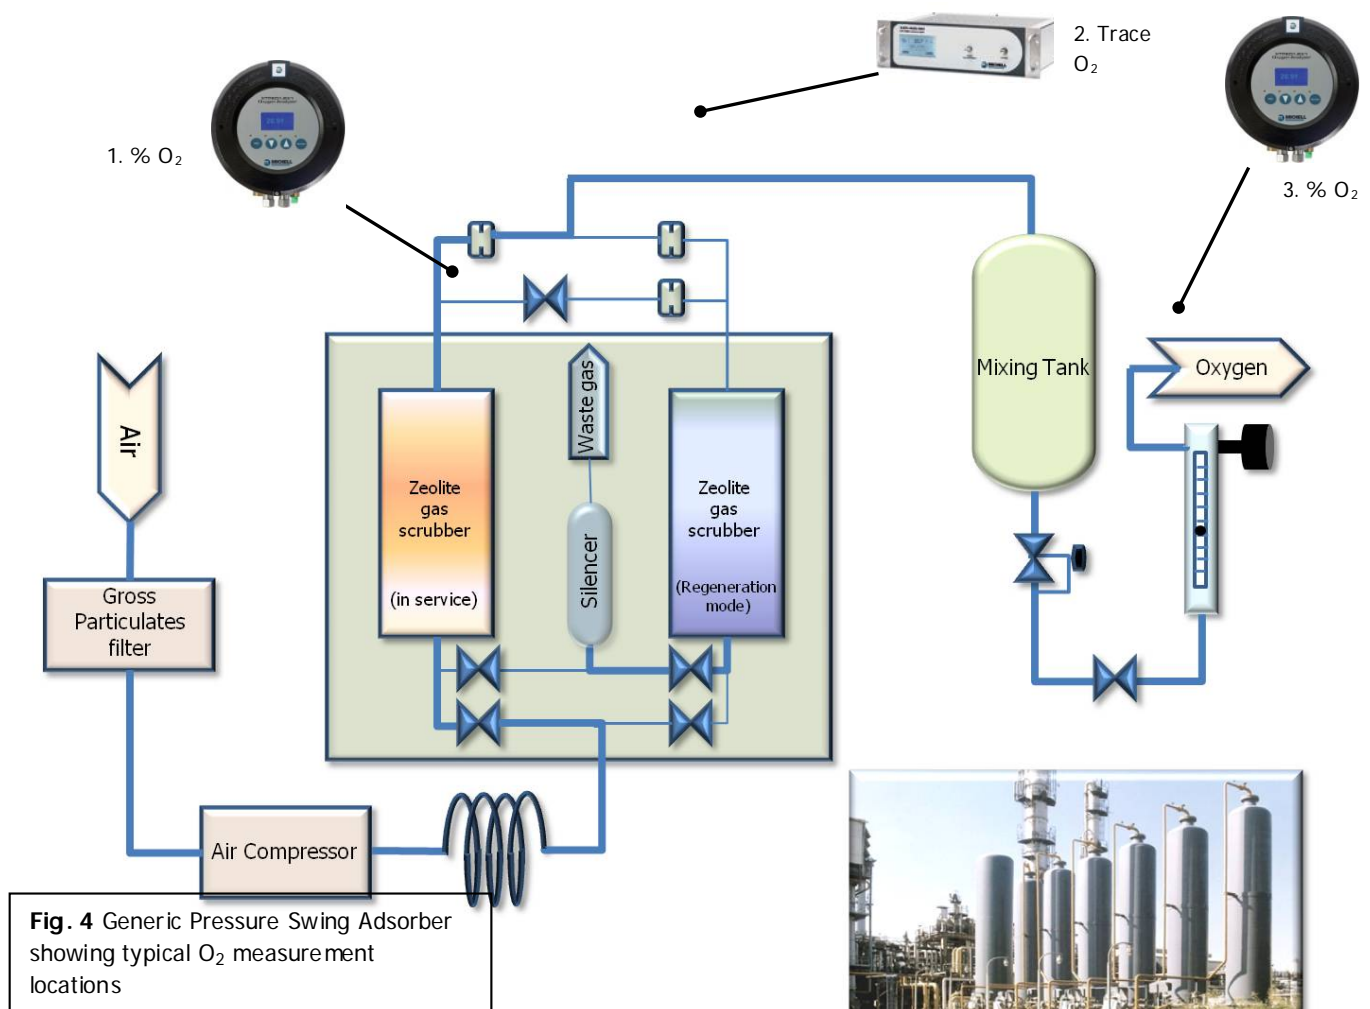 1. % O₂
2. Trace
O₂
3. % O₂
Air
Gross
Particulates
filter
Air Compressor
Zeolite
gas
scrubber
(in service)
Waste gas
Silencer
Zeolite
gas
scrubber
(Regeneration
mode)
Mixing Tank
Oxygen
Fig. 4 Generic Pressure Swing Adsorber
showing typical O₂ measurement
locations